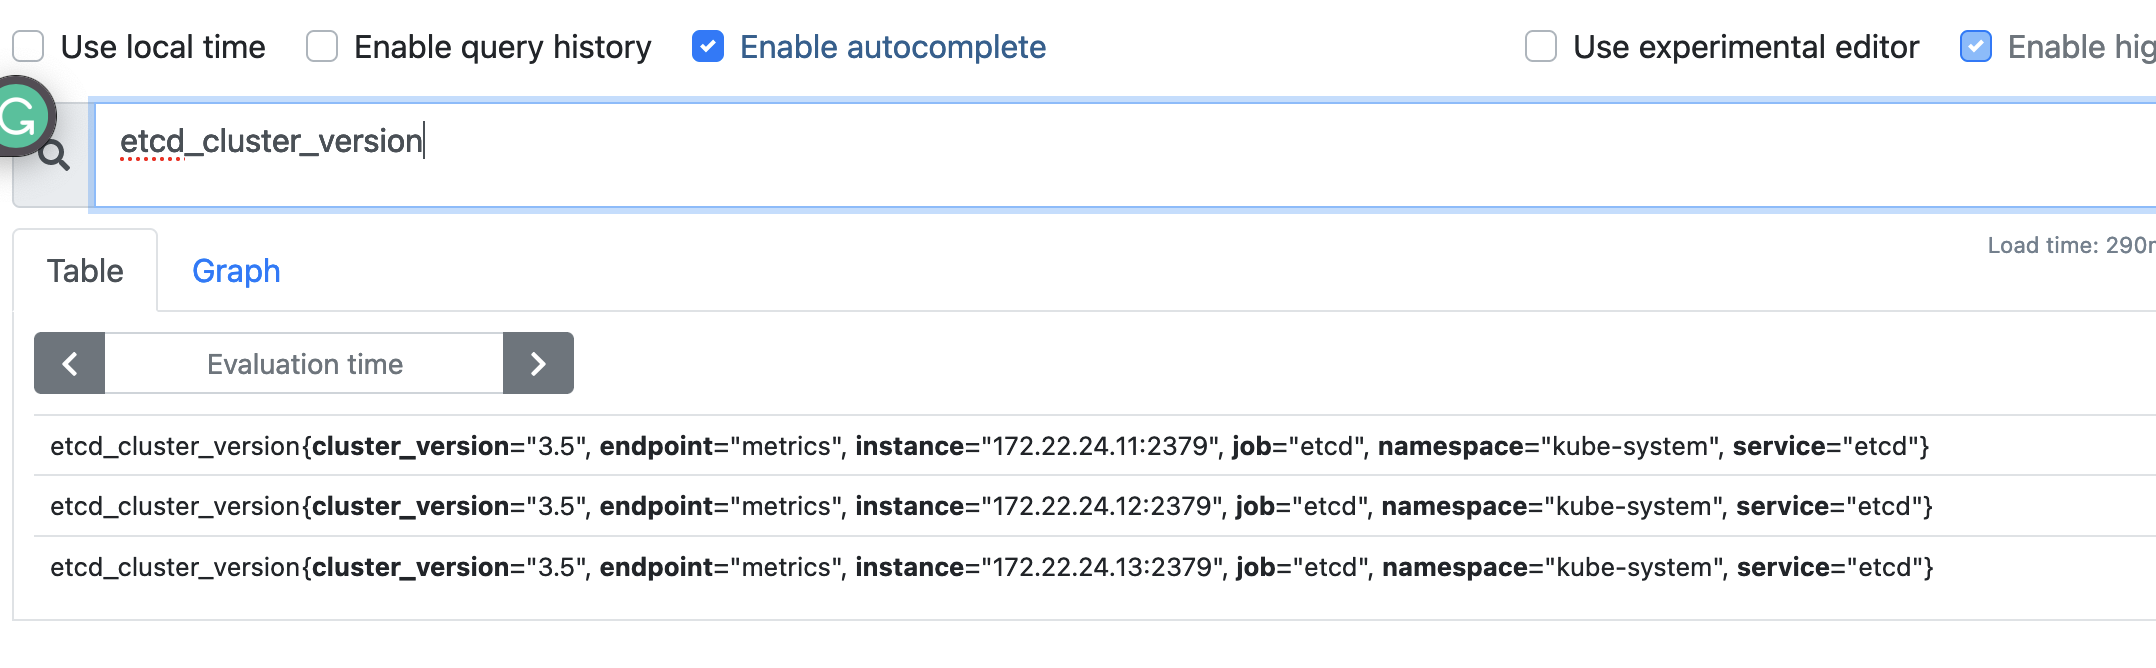 Use local time Enable query history Enable autocomplete Use experimental editor Enable
etcd_cluster_version
Load time:
Table Graph
Evaluation time
etcd_cluster_version{cluster_version="3.5", endpoint="metrics", instance="172.22.24.11:2379", job="etcd", namespace="kube-system", service="etcd"}
etcd_cluster_version{cluster_version="3.5", endpoint="metrics", instance="172.22.24.12:2379", job="etcd", namespace="kube-system", service="etcd"}
etcd_cluster_version{cluster_version="3.5", endpoint="metrics", instance="172.22.24.13:2379", job="etcd", namespace="kube-system", service="etcd"}